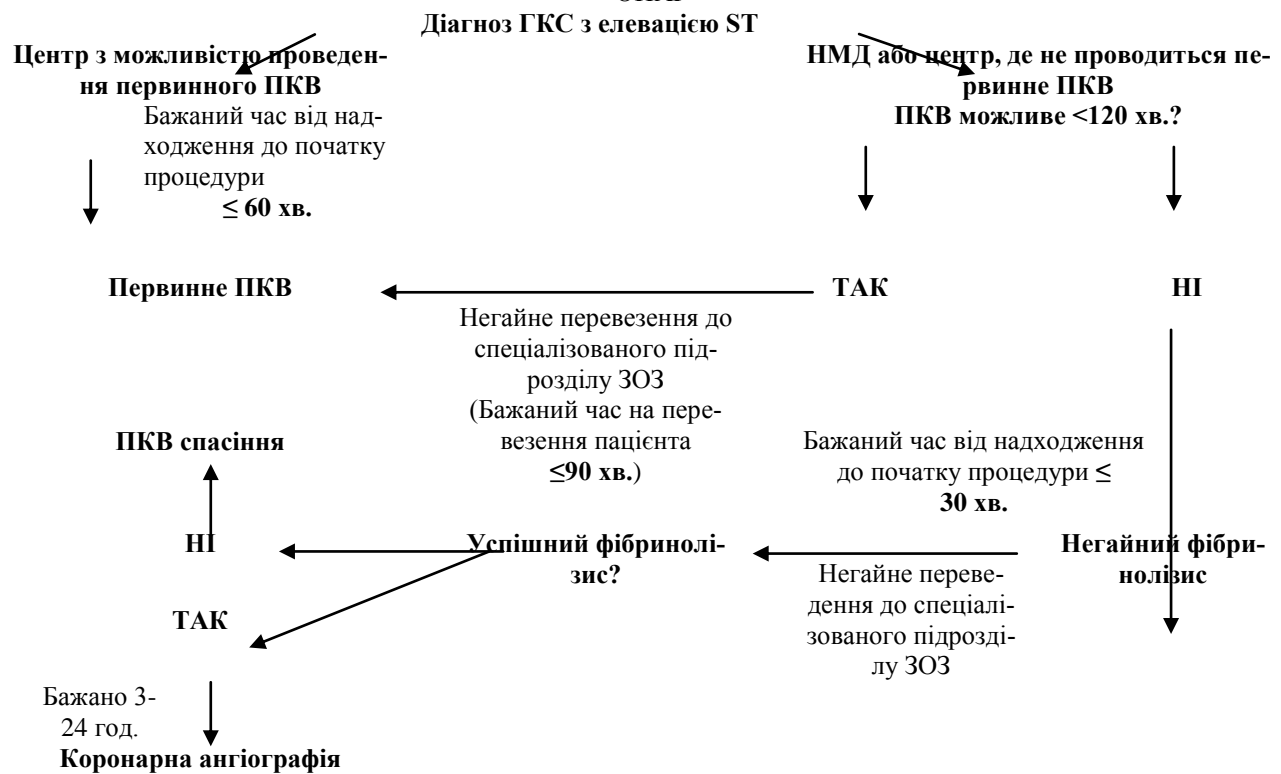 Діагноз ГКС з елевацією ST
Центр з можливістю проведен-
ня первинного ПКВ
Бажаний час від над-
ходження до початку
процедури
≤ 60 хв.
НМД або центр, де не проводиться пе-
рвинне ПКВ
ПКВ можливе <120 хв.?
Первинне ПКВ
ТАК
НІ
Негайне перевезення до
спеціалізованого під-
розділу ЗОЗ
(Бажаний час на пере-
везення пацієнта
≤90 хв.)
ПКВ спасіння
Бажаний час від надходження
до початку процедури ≤
30 хв.
НІ
Успішний фібринолі-
зис?
Негайний фібри-
нолізис
Негайне переве-
дення до спеціалі-
зованого підрозді-
лу ЗОЗ
ТАК
Бажано 3-
24 год.
Коронарна ангіографія